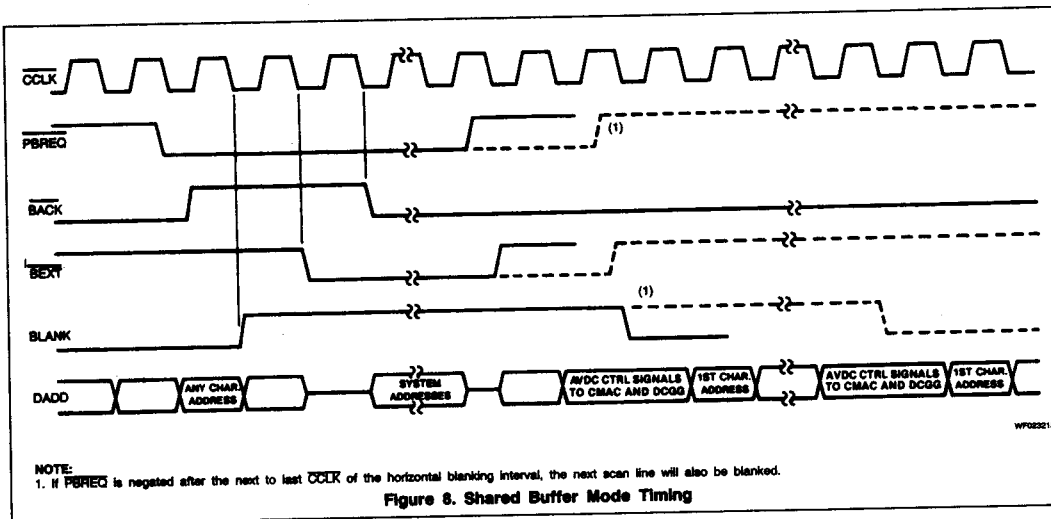 CCLK
PBREQ
(1)
BACK
BEXT
(1)
BLANK
DADD
ANY CHAR.
ADDRESS
SYSTEM
ADDRESSES
AVDC CTRL SIGNALS
TO CMAC AND DCGG
1ST CHAR.
ADDRESS
AVDC CTRL SIGNALS
TO CMAC AND DCGG
1ST CHAR.
ADDRESS
NOTE:
1. If PBREQ is negated after the next to last CCLK of the horizontal blanking interval, the next scan line will also be blanked.
Figure 8. Shared Buffer Mode Timing